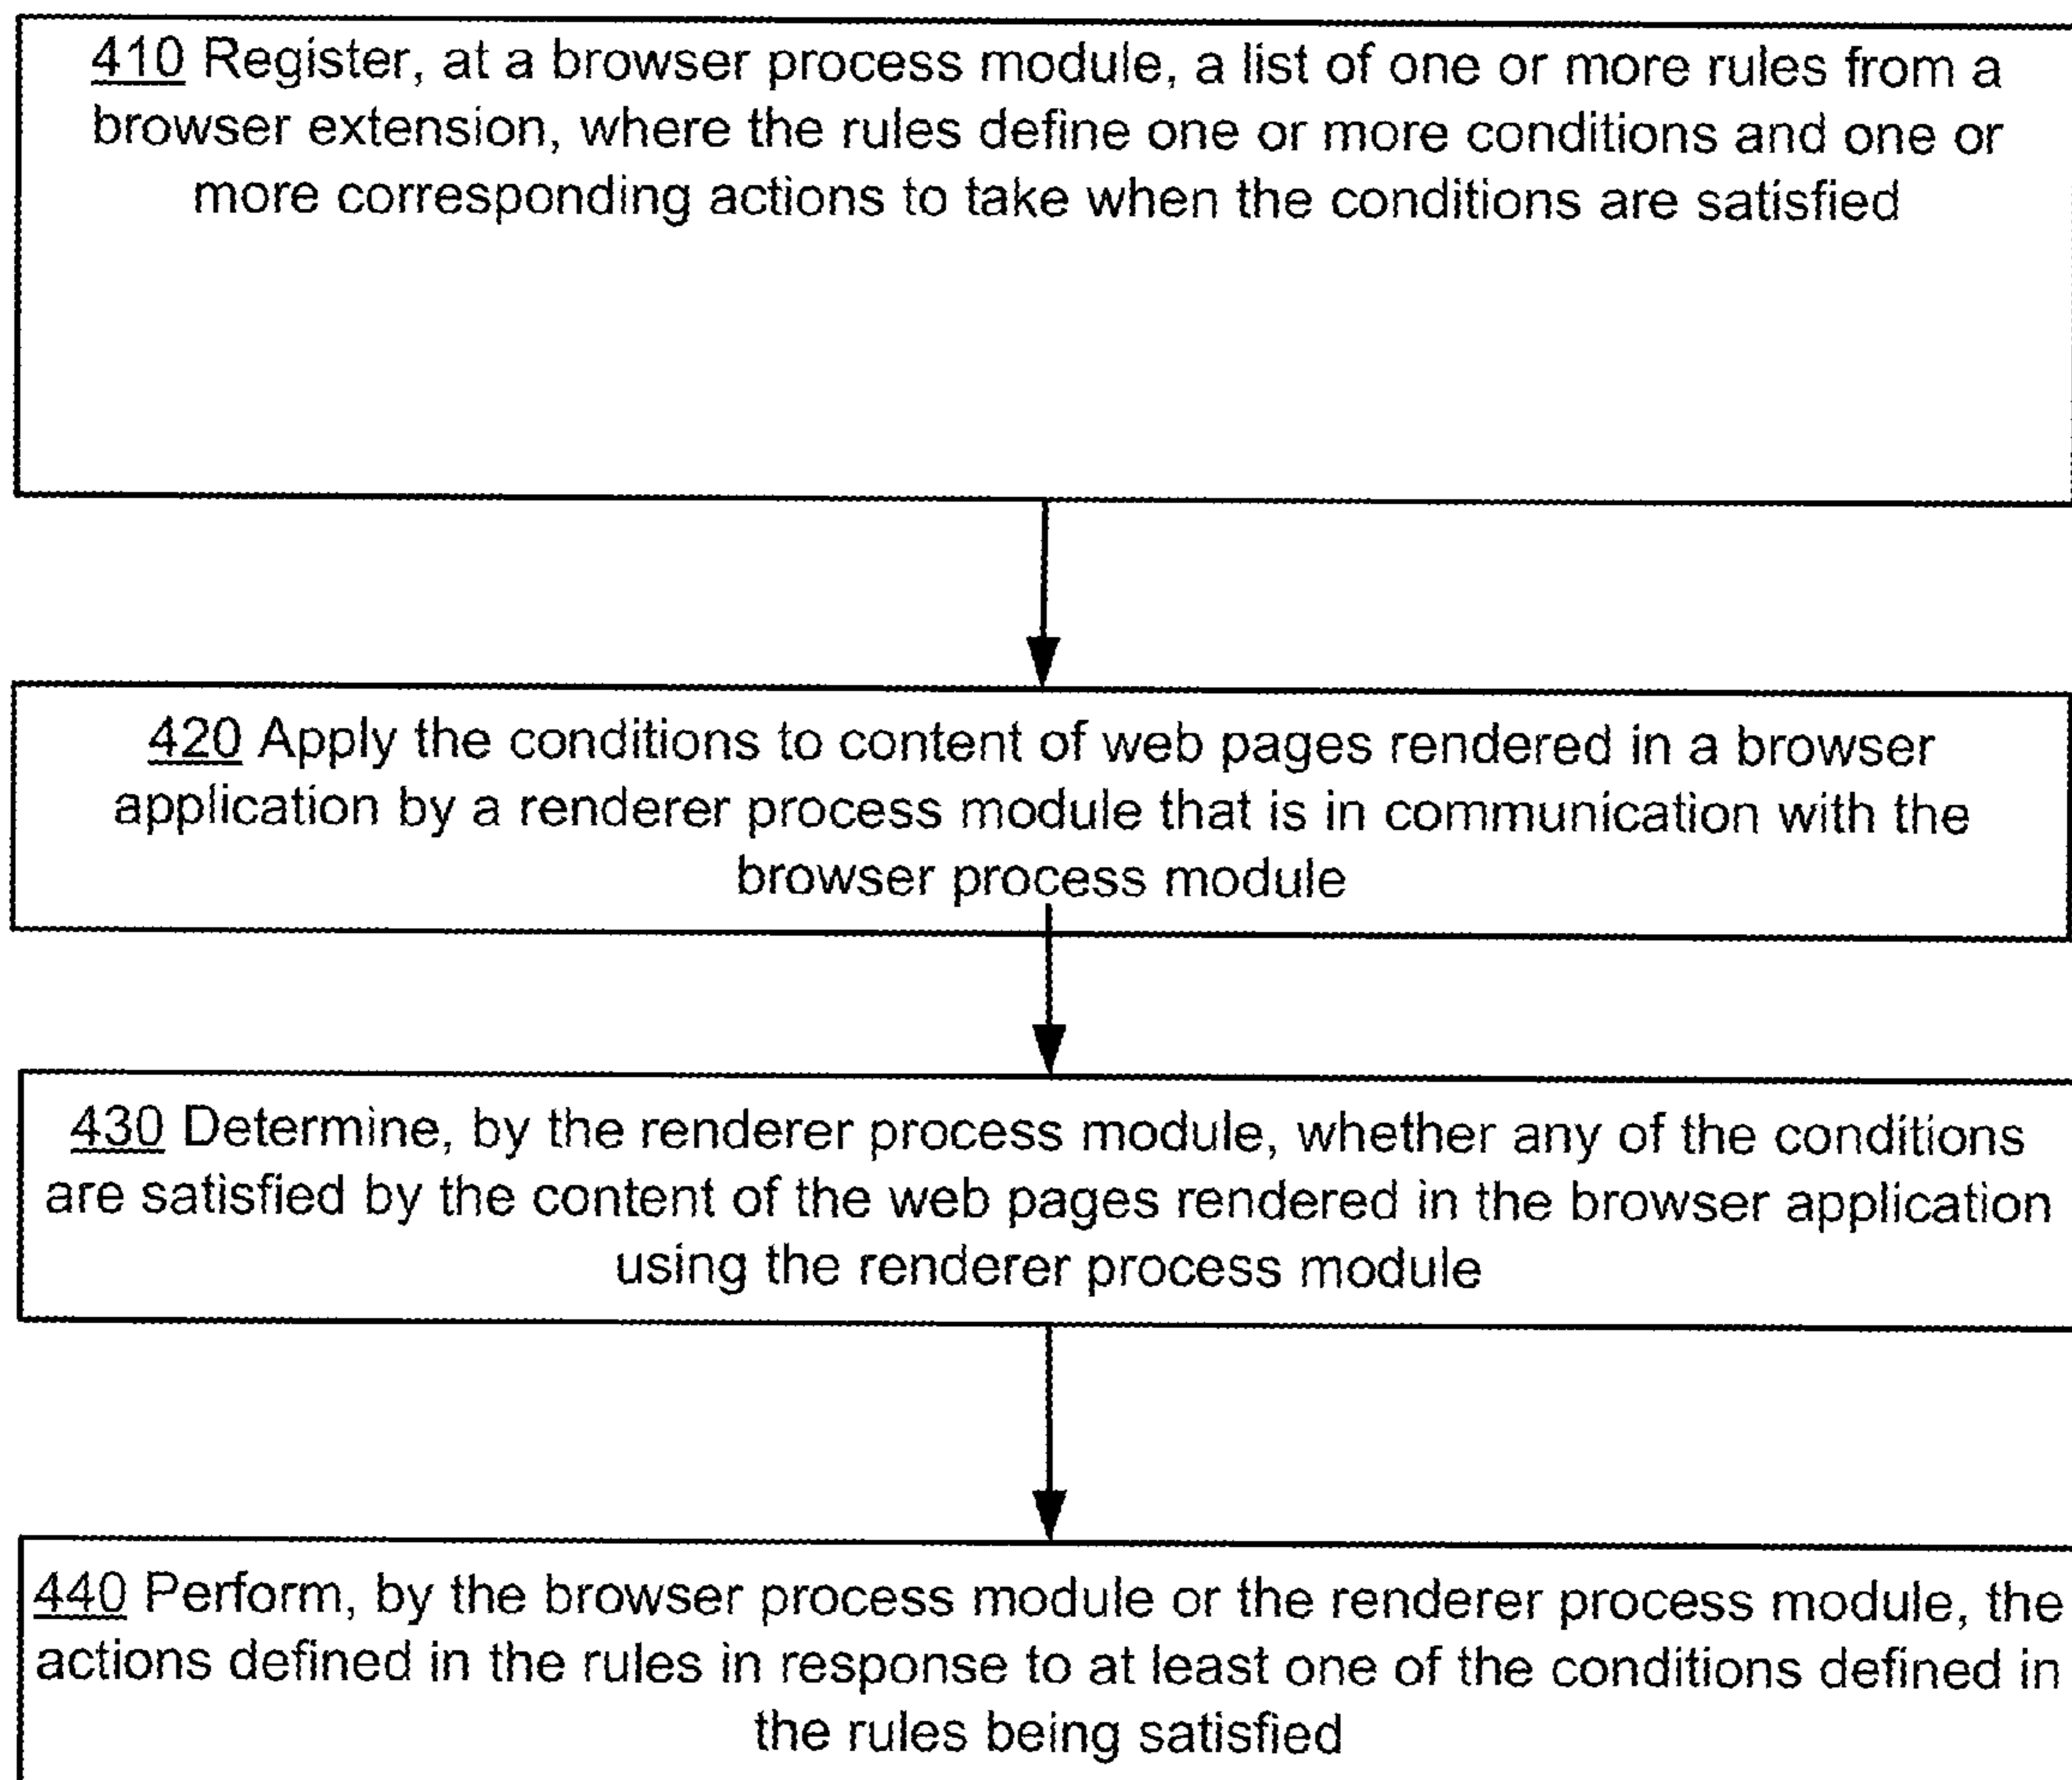 410 Register, at a browser process module, a list of one or more rules from a
browser extension, where the rules define one or more conditions and one or
more corresponding actions to take when the conditions are satisfied
420 Apply the conditions to content of web pages rendered in a browser
application by a renderer process module that is in communication with the
browser process module
430 Determine, by the renderer process module, whether any of the conditions
are satisfied by the content of the web pages rendered in the browser application
using the renderer process module
440 Perform, by the browser process module or the renderer process module, the
actions defined in the rules in response to at least one of the conditions defined in
the rules being satisfied